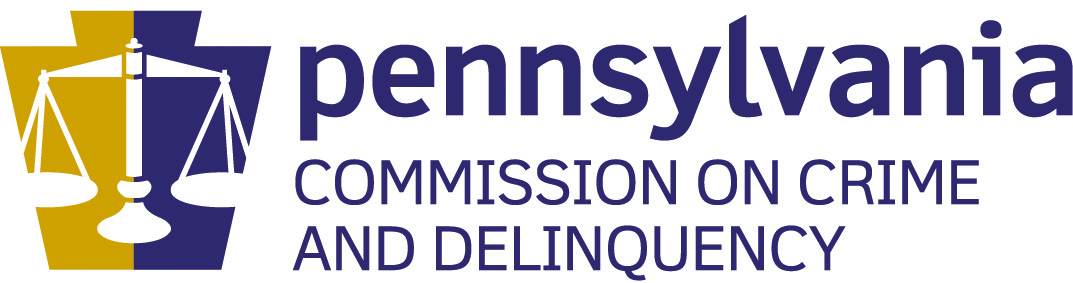 pennsylvania
COMMISSION ON CRIME
AND DELINQUENCY